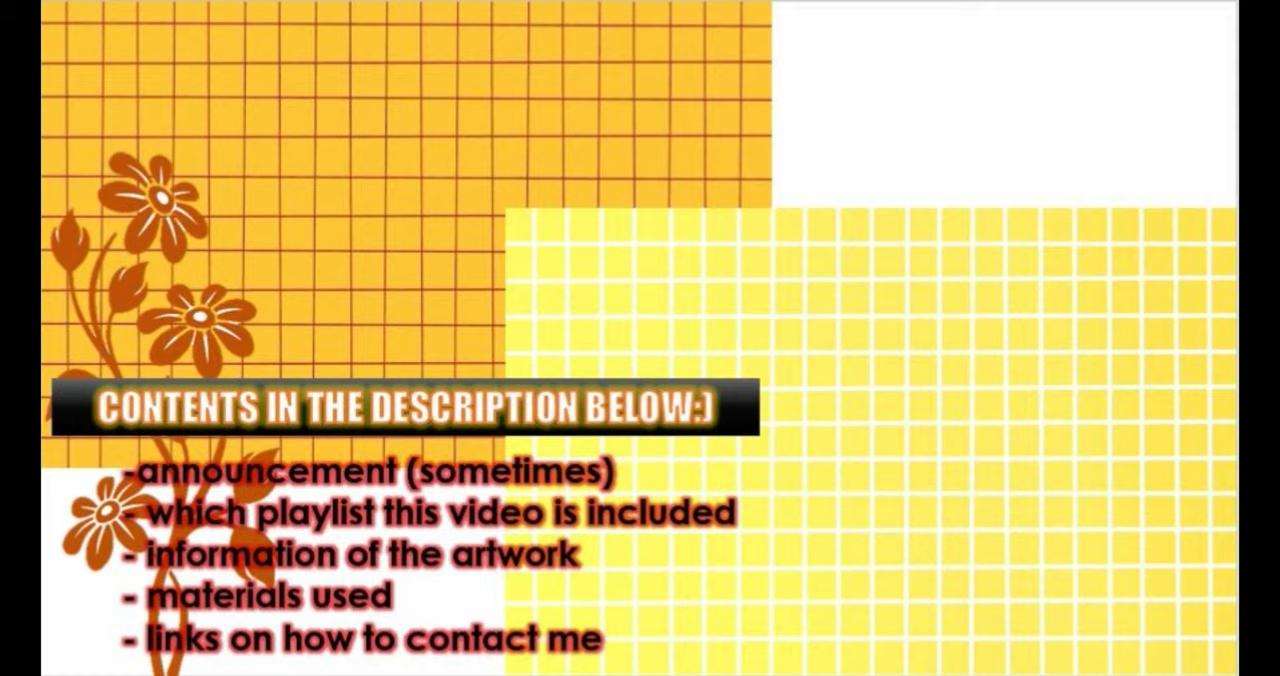 CONTENTS IN THE DESCRIPTION BELOW:)
-announcement (sometimes)
- which playlist this video is included
- information of the artwork
- materials used
- links on how to contact me